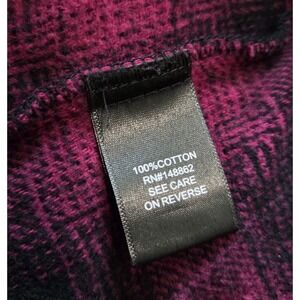 100%COTTON
RN#148862
SEE CARE
ON REVERSE